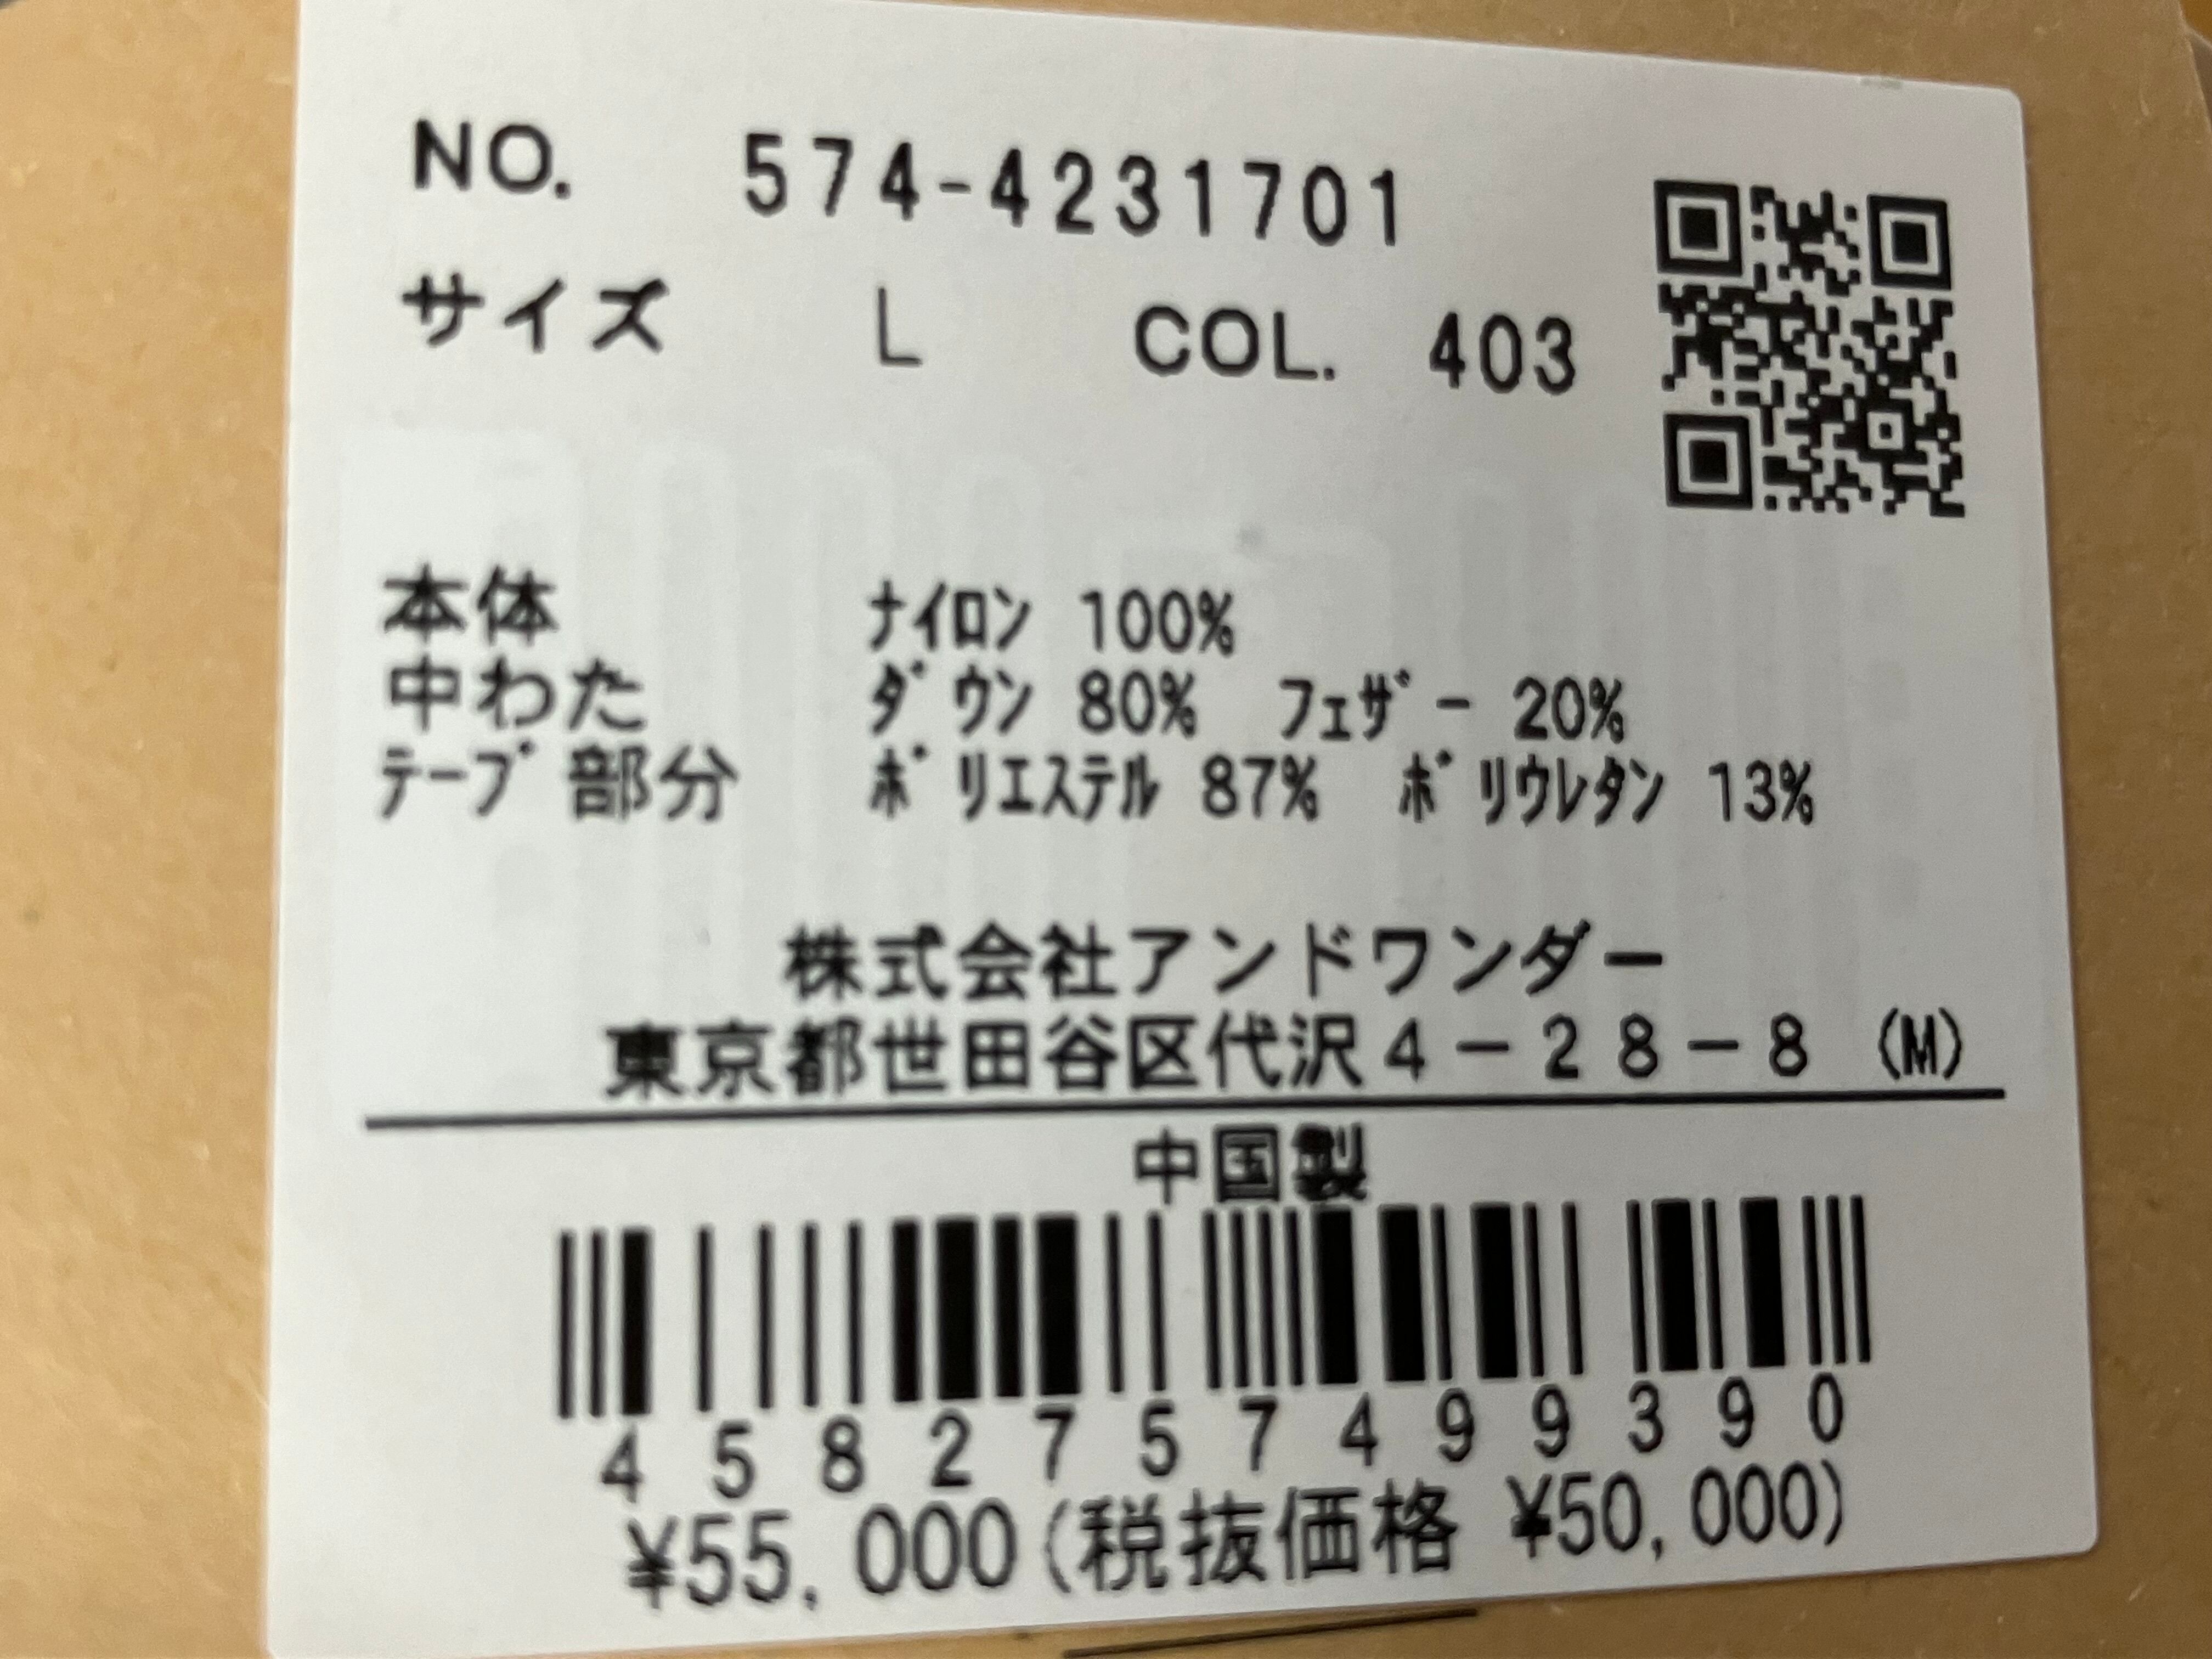 NO. 574-4231701
サイズ L COL. 403
本体 ﾅｲﾛﾝ 100%
中わた ﾀﾞｳﾝ 80% ﾌｪｻﾞｰ 20%
ﾃｰﾌﾟ部分 ﾎﾟﾘｴｽﾃﾙ 87% ﾎﾟﾘｳﾚﾀﾝ 13%
株式会社アンドワンダー
東京都世田谷区代沢４－２８－８ (M)
中国製
4582757499390
¥55,000(税抜価格 ¥50,000)